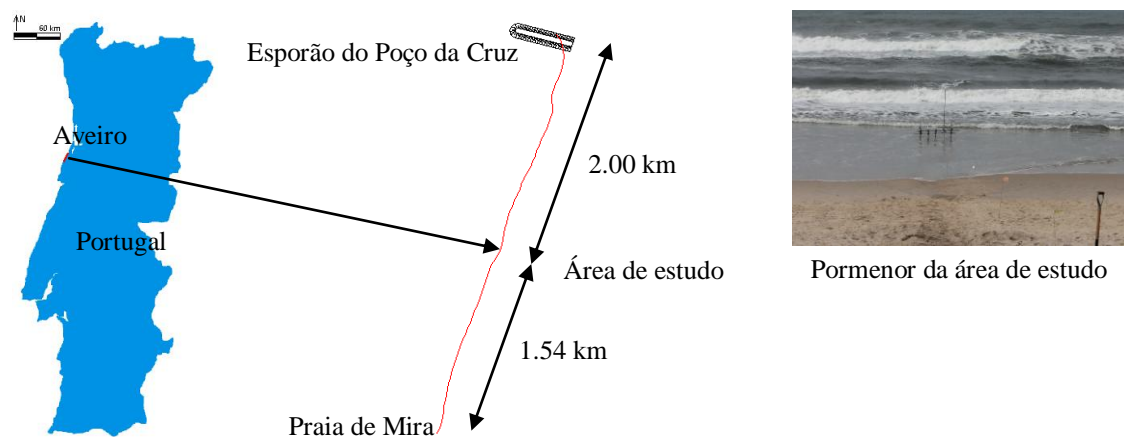 N
60 km
Esporão do Poço da Cruz
Aveiro
2.00 km
Portugal
Área de estudo
Pormenor da área de estudo
1.54 km
Praia de Mira